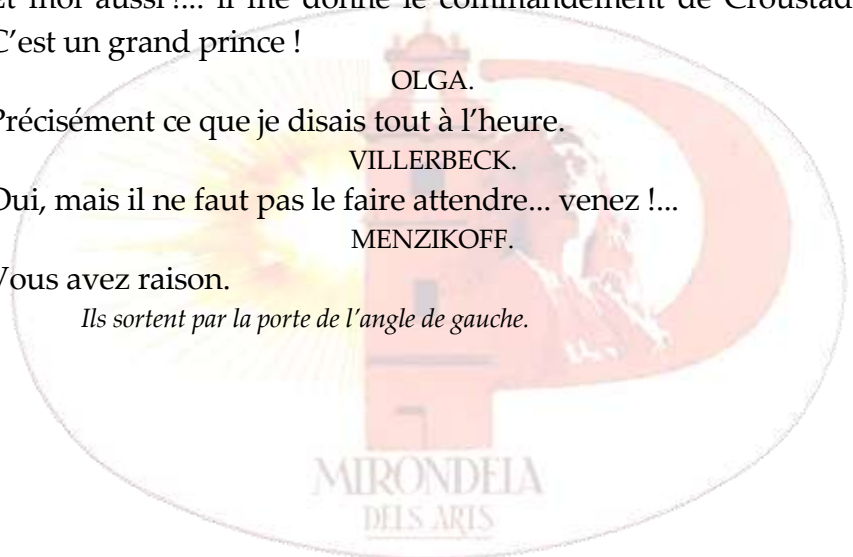 Et moi aussi !... il me donne le commandement de Croustad
C’est un grand prince !
OLGA.
Précisément ce que je disais tout à l’heure.
VILLERBECK.
Oui, mais il ne faut pas le faire attendre... venez !...
MENZIKOFF.
Vous avez raison.
Ils sortent par la porte de l’angle de gauche.
MIRONDELA
DELS ARTS